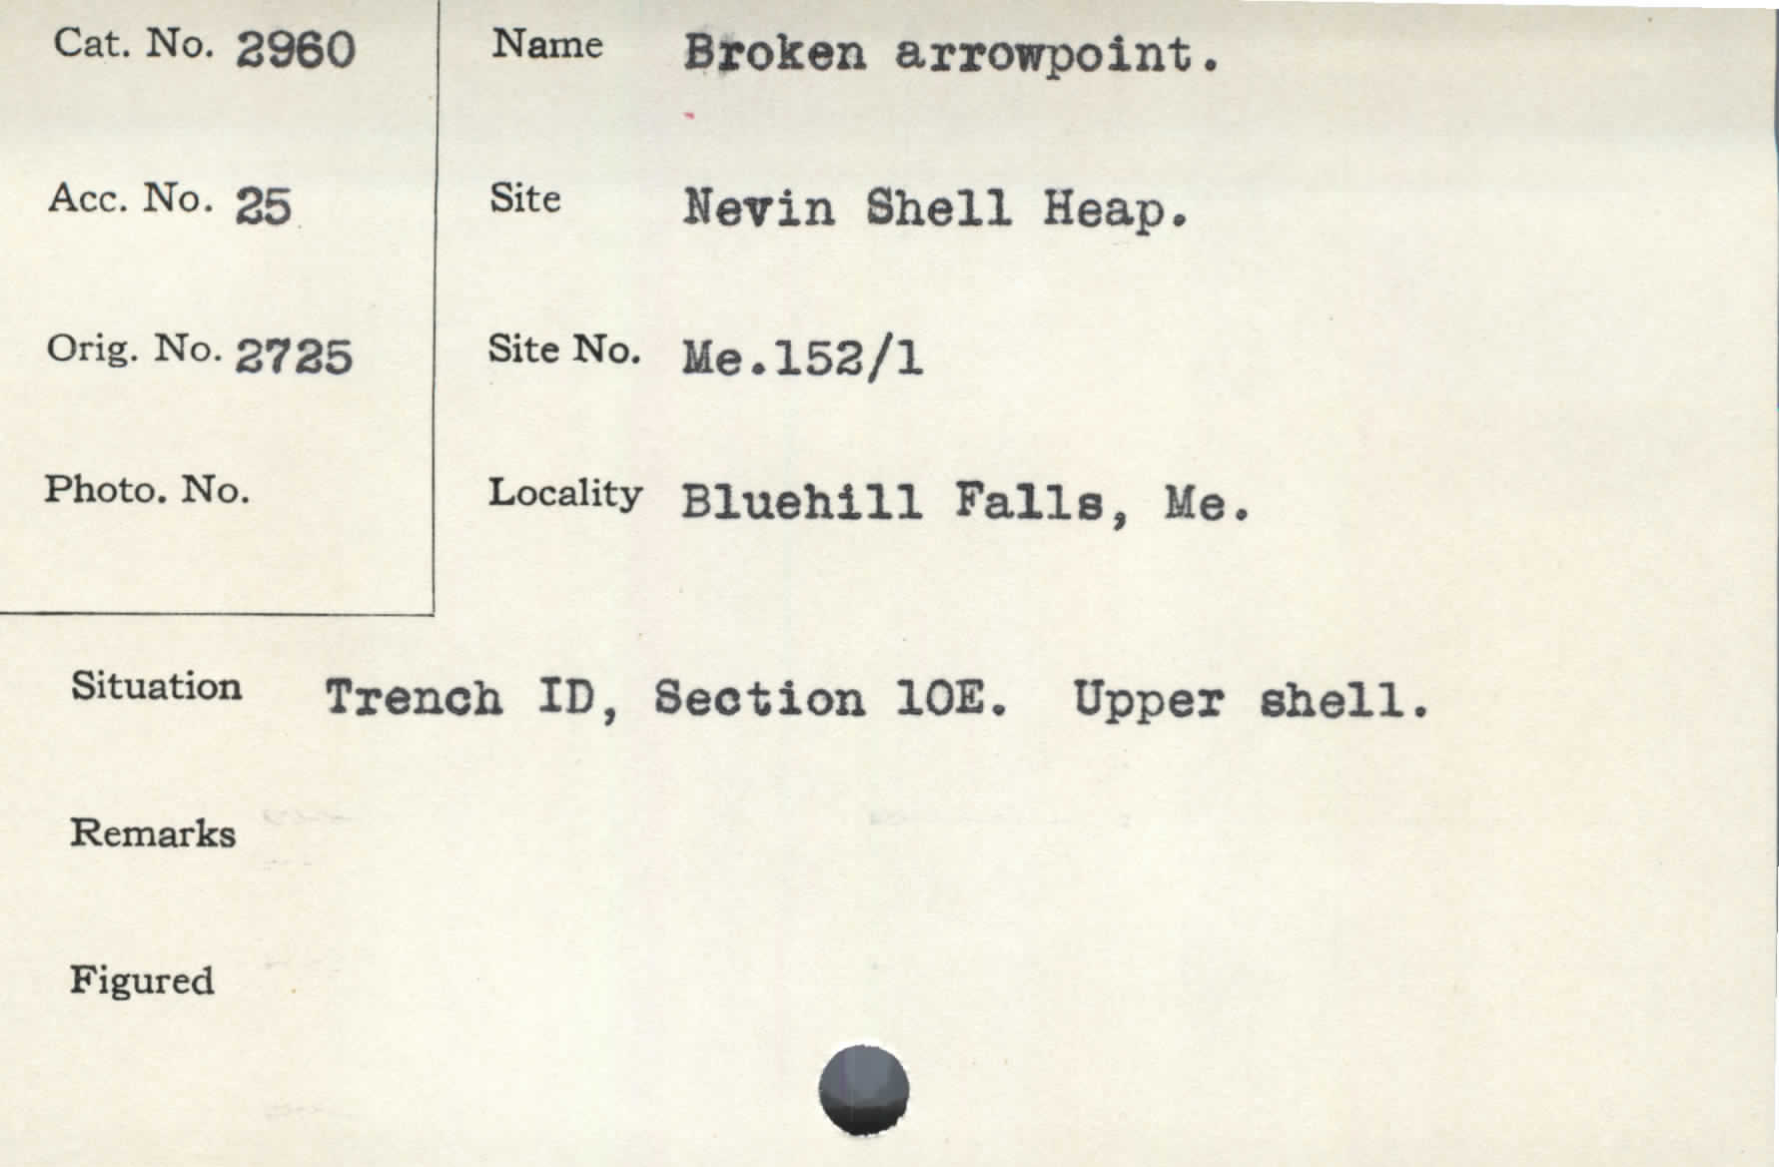 Cat. No. 2960
Name Broken arrowpoint.
Acc. No. 25
Site Nevin Shell Heap.
Orig. No. 2725
Site No. Me.152/1
Photo. No.
Locality Bluehill Falls, Me.
Situation Trench ID, Section 10E. Upper shell.
Remarks
Figured